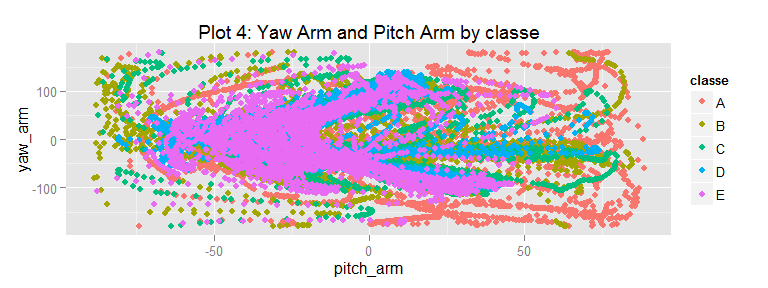 Plot 4: Yaw Arm and Pitch Arm by classe
yaw_arm
100
0
-100
-50
0
50
pitch_arm
classe
A
B
C
D
E